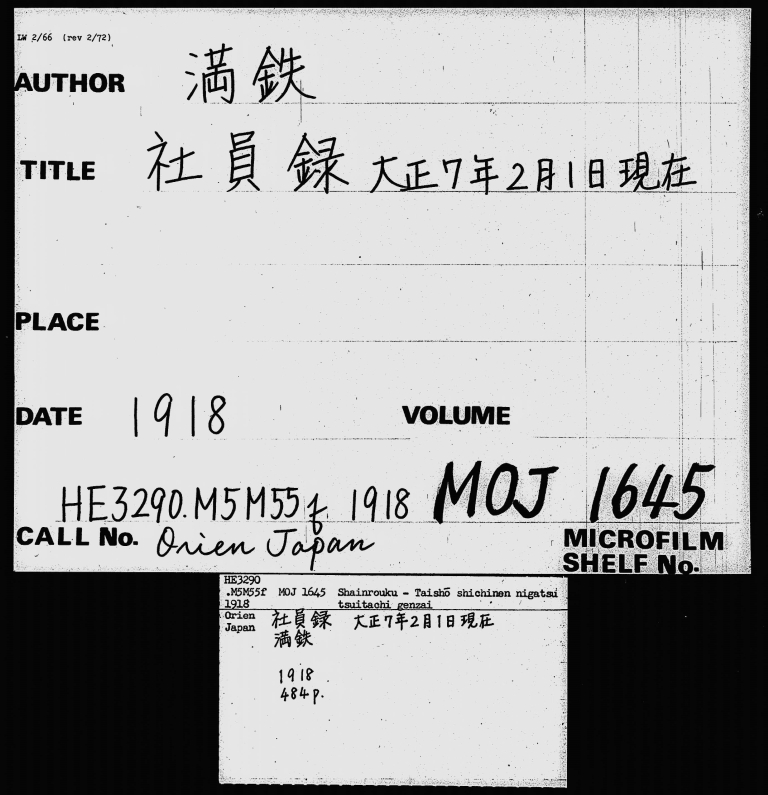 LW 2/66 (rev 2/72)
AUTHOR 満鉄
TITLE 社員録 大正7年2月1日現在
PLACE
DATE 1918 VOLUME
HE3290.M5M55f 1918 MOJ 1645
CALL No. Orien Japan MICROFILM
SHELF No.
HE3290
.M5M55f MOJ 1645 Shainrouku - Taishō shichinen nigatsu
1918 tsuitachi genzai
Orien 社員録 大正7年2月1日現在
Japan 満鉄
1918
484p.